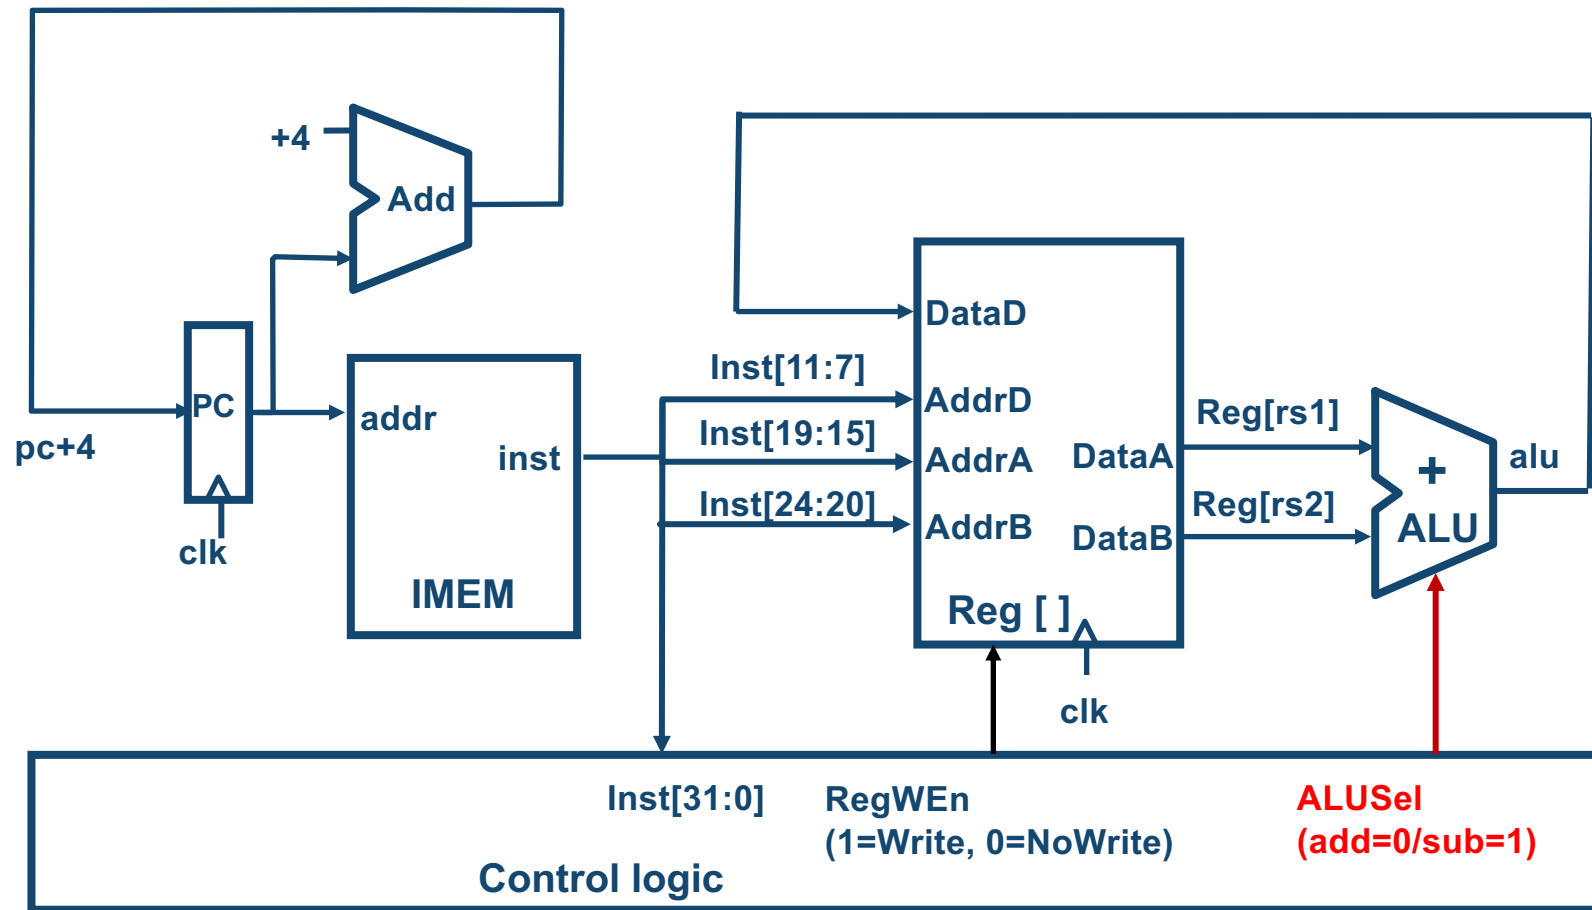 +4
Add
DataD
Inst[11:7]
PC
addr
AddrD
Reg[rs1]
pc+4
inst
Inst[19:15]
AddrA
DataA
+
alu
Inst[24:20]
AddrB
DataB
Reg[rs2]
ALU
clk
IMEM
Reg [ ]
clk
Inst[31:0]
RegWEn
(1=Write, 0=NoWrite)
ALUSel
(add=0/sub=1)
Control logic